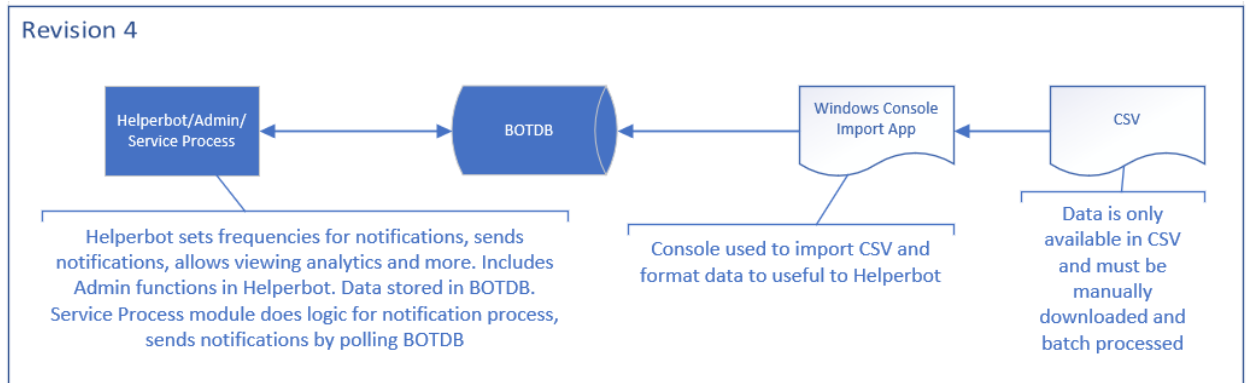 Revision 4
Helperbot/Admin/
Service Process
BOTDB
Windows Console
Import App
CSV
Helperbot sets frequencies for notifications, sends
notifications, allows viewing analytics and more. Includes
Admin functions in Helperbot. Data stored in BOTDB.
Service Process module does logic for notification process,
sends notifications by polling BOTDB
Console used to import CSV and
format data to useful to Helperbot
Data is only
available in CSV
and must be
manually
downloaded and
batch processed